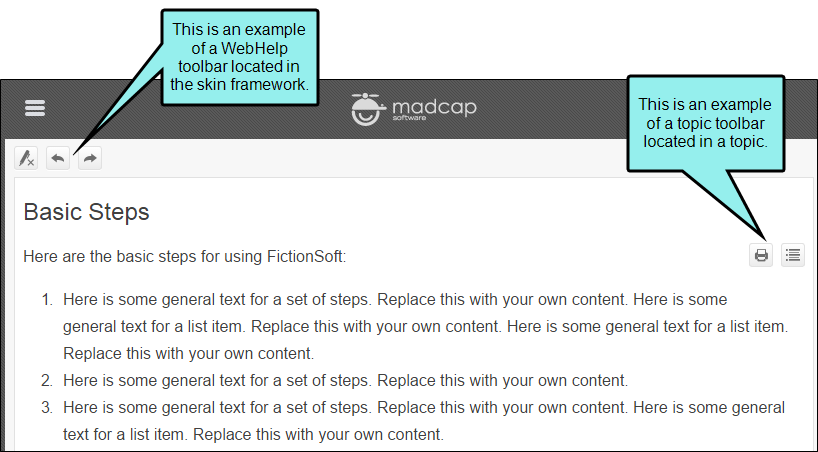 This is an example
of a WebHelp
toolbar located in
the skin framework.
madcap
software
This is an example
of a topic toolbar
located in a topic.
Basic Steps
Here are the basic steps for using FictionSoft:
1. Here is some general text for a set of steps. Replace this with your own content. Here is some
general text for a list item. Replace this with your own content. Here is some general text for a list item.
Replace this with your own content.
2. Here is some general text for a set of steps. Replace this with your own content.
3. Here is some general text for a set of steps. Replace this with your own content. Here is some general
text for a list item. Replace this with your own content.